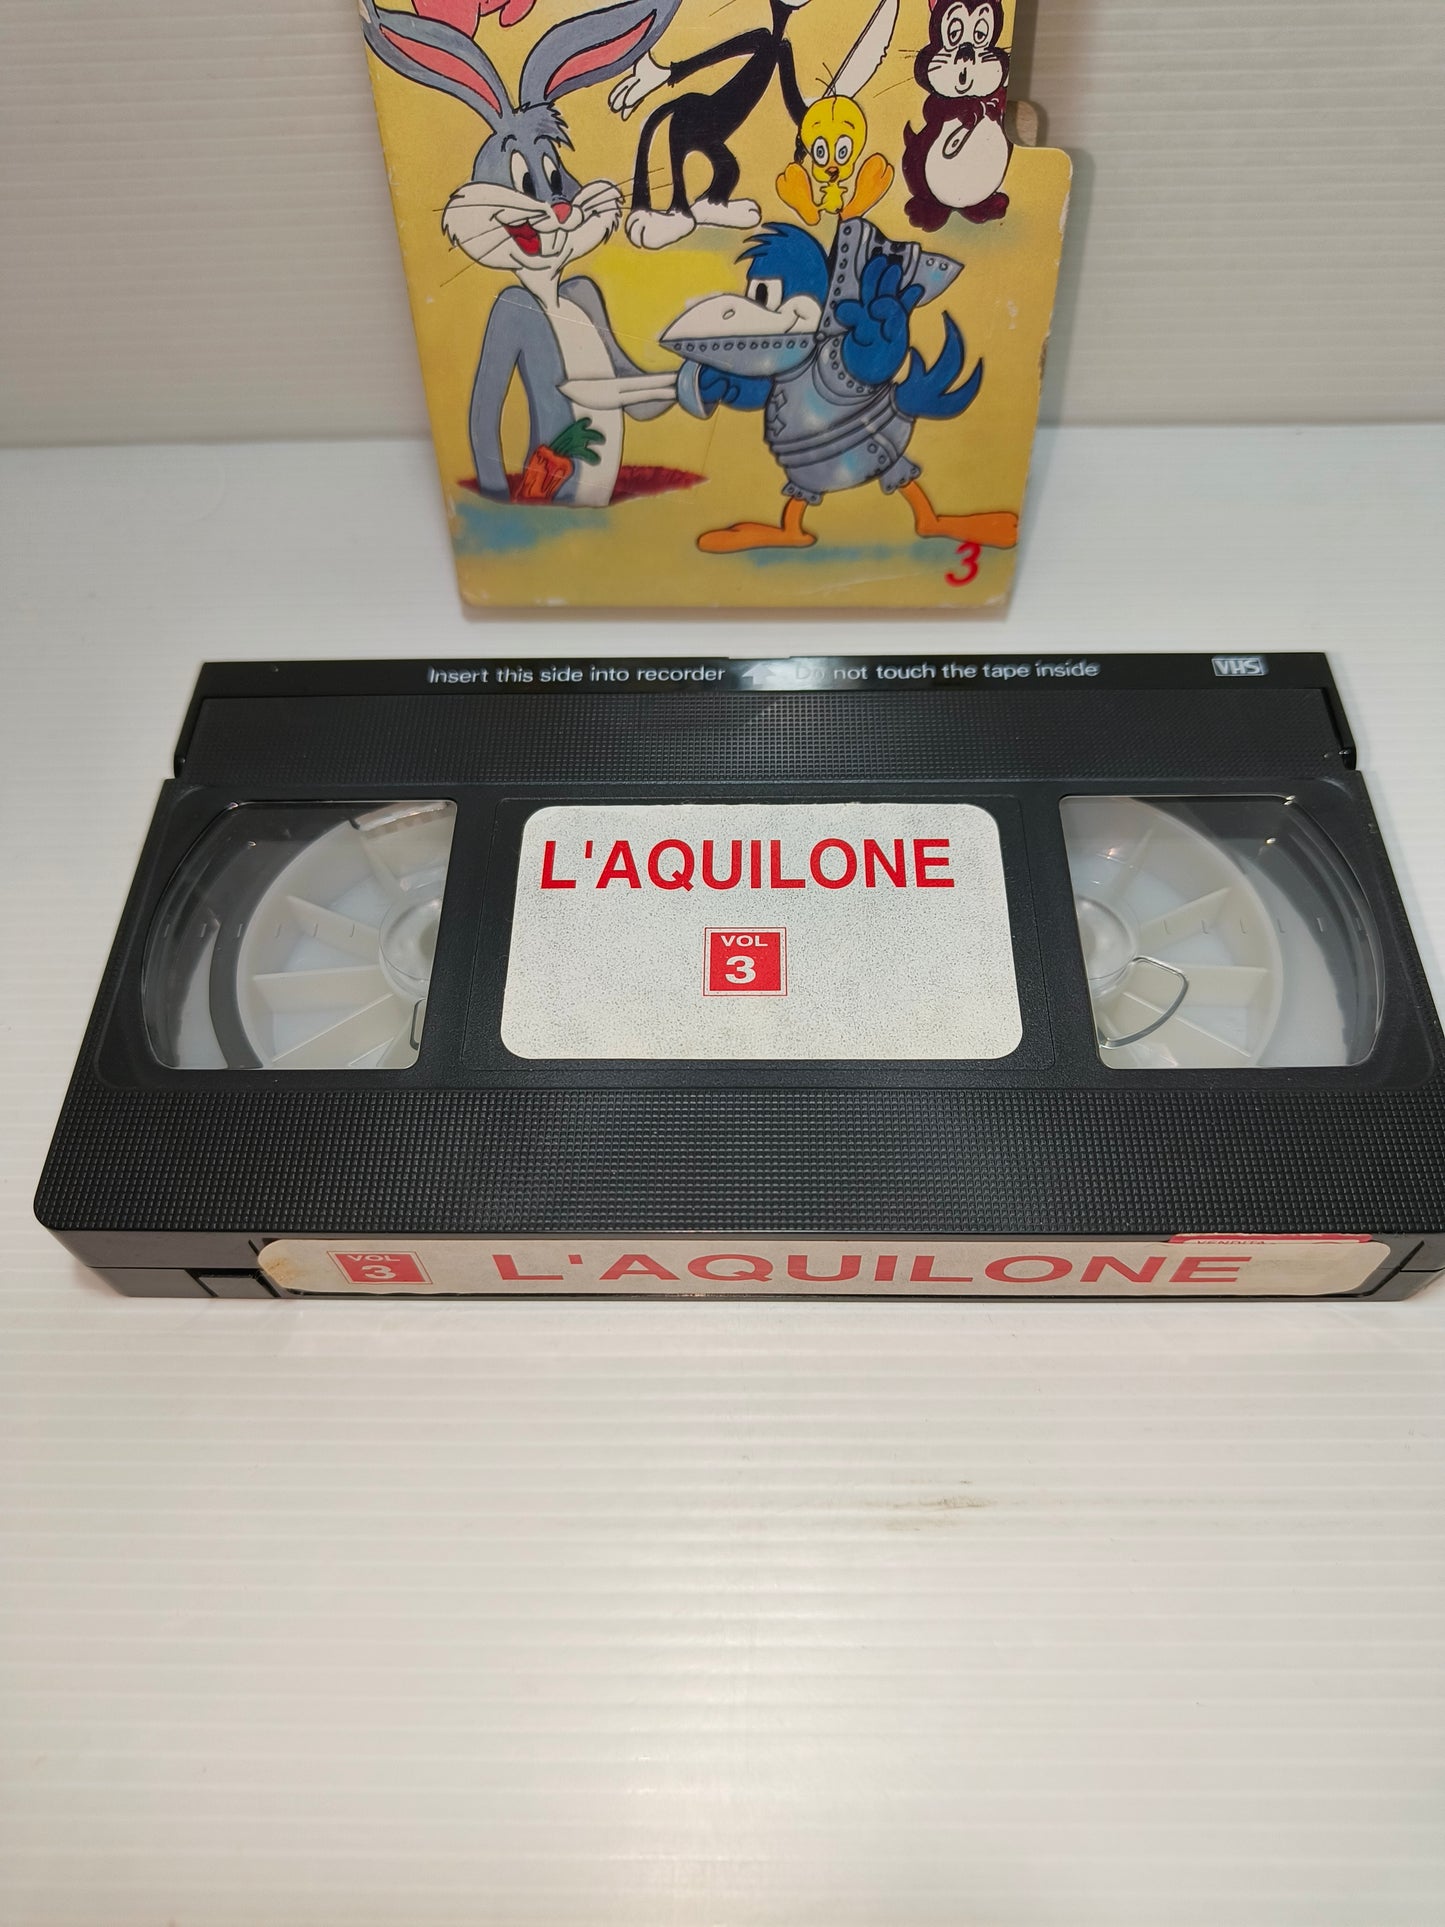 3
Insert this side into recorder Do not touch the tape inside VHS
L'AQUILONE
VOL
3
VOL
3
L'AQUILONE
VENDITA